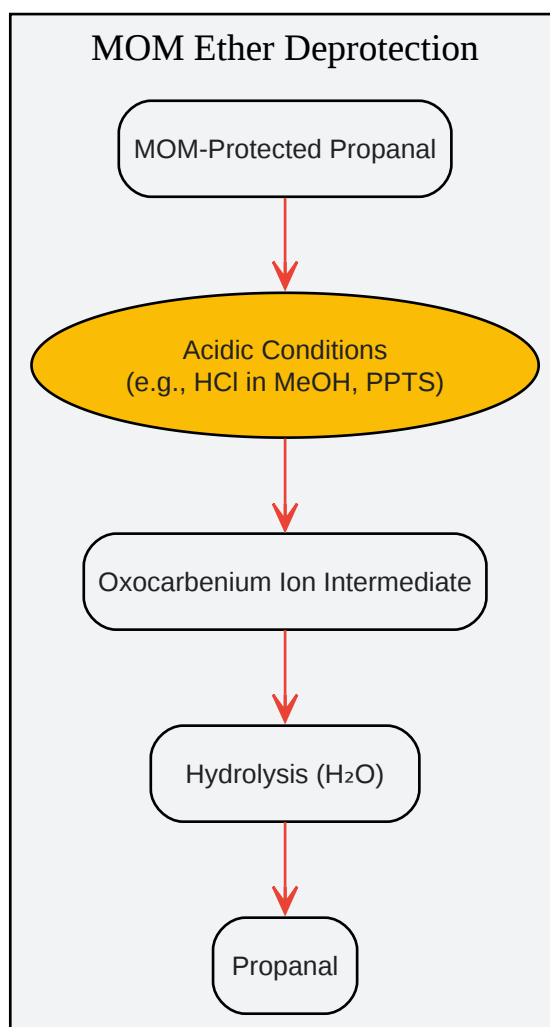 MOM Ether Deprotection
MOM-Protected Propanal
Acidic Conditions
(e.g., HCl in MeOH, PPTS)
Oxocarbenium Ion Intermediate
Hydrolysis (H₂O)
Propanal